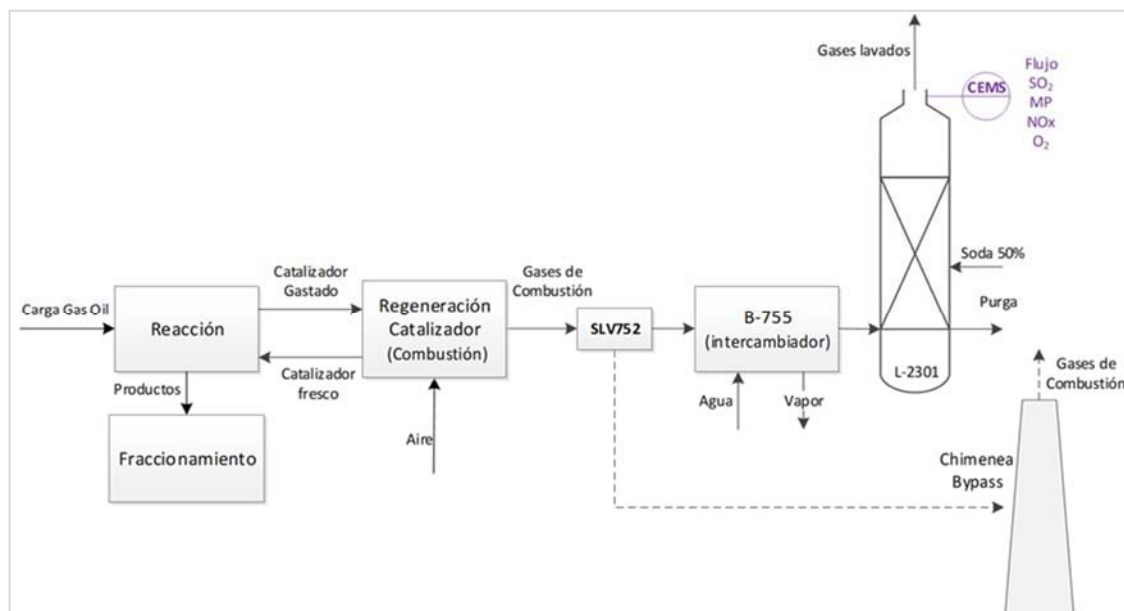 Gases lavados
CEMS
Flujo
SO₂
MP
NOx
O₂
Soda 50%
Purga
L-2301
Carga Gas Oil
Reacción
Catalizador
Gastado
Catalizador
fresco
Regeneración
Catalizador
(Combustión)
Gases de
Combustión
SLV752
B-755
(intercambiador)
Productos
Fraccionamiento
Aire
Agua
Vapor
Chimenea
Bypass
Gases de
Combustión